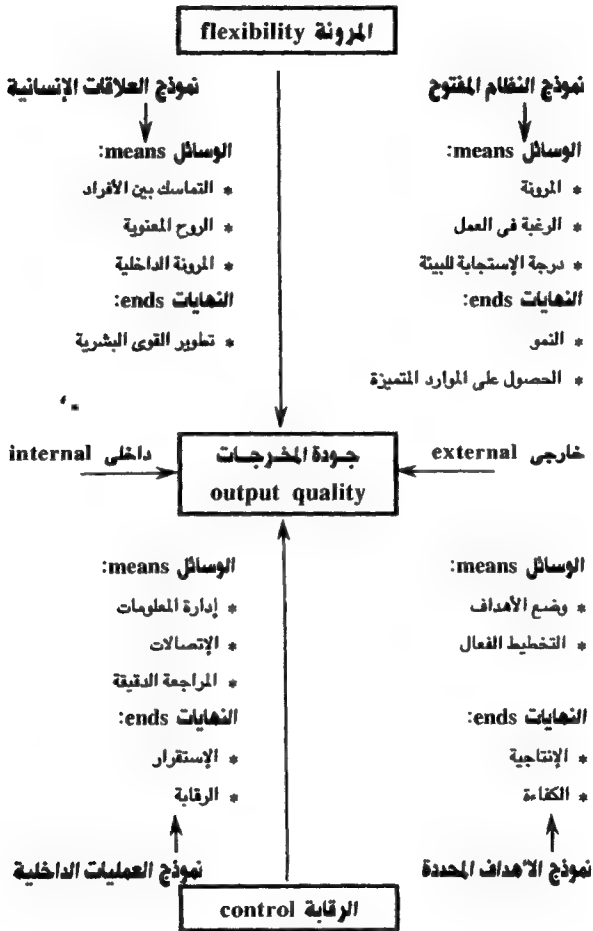 المرونة flexibility
نموذج النظام المفتوح
الوسائل means:
* المرونة
* الرغبة فى العمل
* درجة الإستجابة للبيئة
النهايات ends:
* النمو
* الحصول على الموارد المتميزة
نموذج العلاقات الإنسانية
الوسائل means:
* التماسك بين الأفراد
* الروح المعنوية
* المرونة الداخلية
النهايات ends:
* تطوير القوى البشرية
خارجى external
جودة المخرجات
output quality
داخلى internal
الوسائل means:
* وضع الأهداف
* التخطيط الفعال
النهايات ends:
* الإنتاجية
* الكفاءة
نموذج الأهداف المحددة
الوسائل means:
* إدارة المعلومات
* الإتصالات
* المراجعة الدقيقة
النهايات ends:
* الإستقرار
* الرقابة
نموذج العمليات الداخلية
الرقابة control